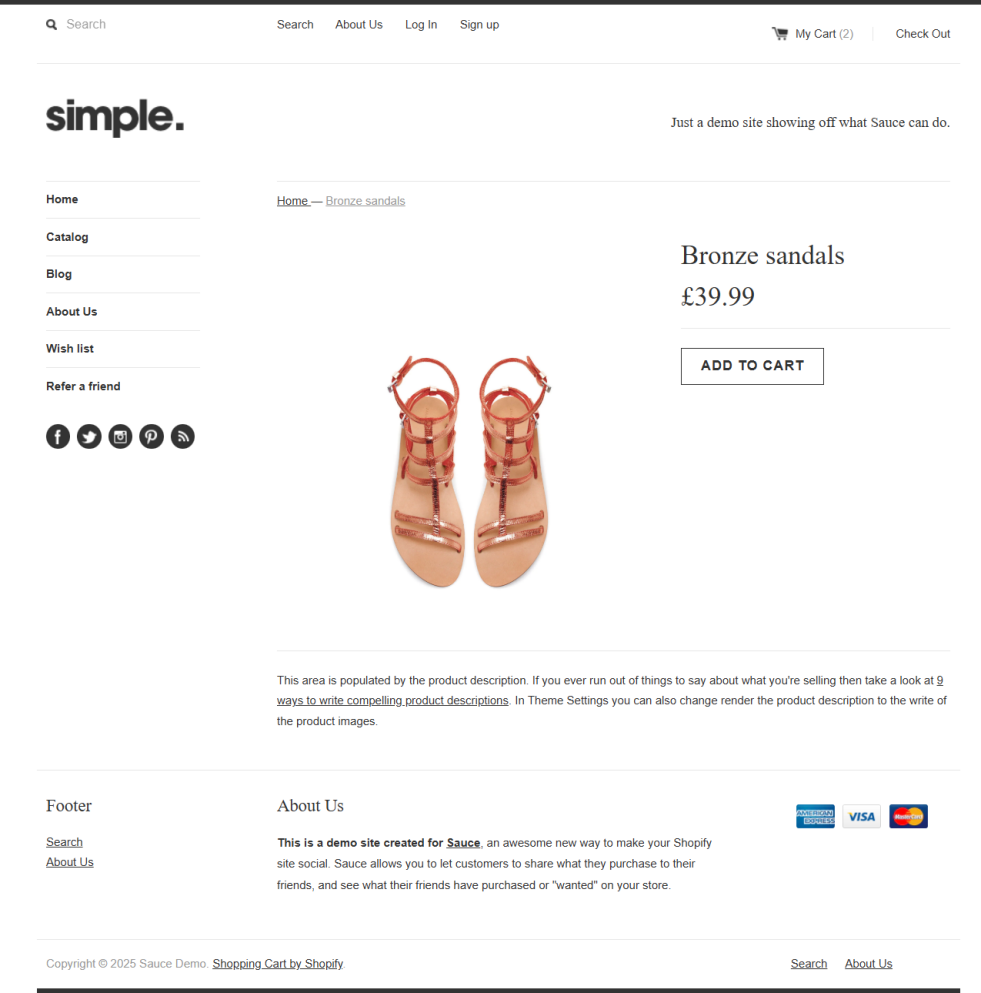 Search
Search About Us Log In Sign up
My Cart (2) Check Out
simple.
Just a demo site showing off what Sauce can do.
Home
Catalog
Blog
About Us
Wish list
Refer a friend
Home — Bronze sandals
Bronze sandals
£39.99
ADD TO CART
This area is populated by the product description. If you ever run out of things to say about what you're selling then take a look at 9
ways to write compelling product descriptions. In Theme Settings you can also change render the product description to the write of
the product images.
Footer
Search
About Us
About Us
This is a demo site created for Sauce, an awesome new way to make your Shopify
site social. Sauce allows you to let customers to share what they purchase to their
friends, and see what their friends have purchased or "wanted" on your store.
AMERICAN
EXPRESS
VISA
MasterCard
Copyright © 2025 Sauce Demo. Shopping Cart by Shopify.
Search About Us